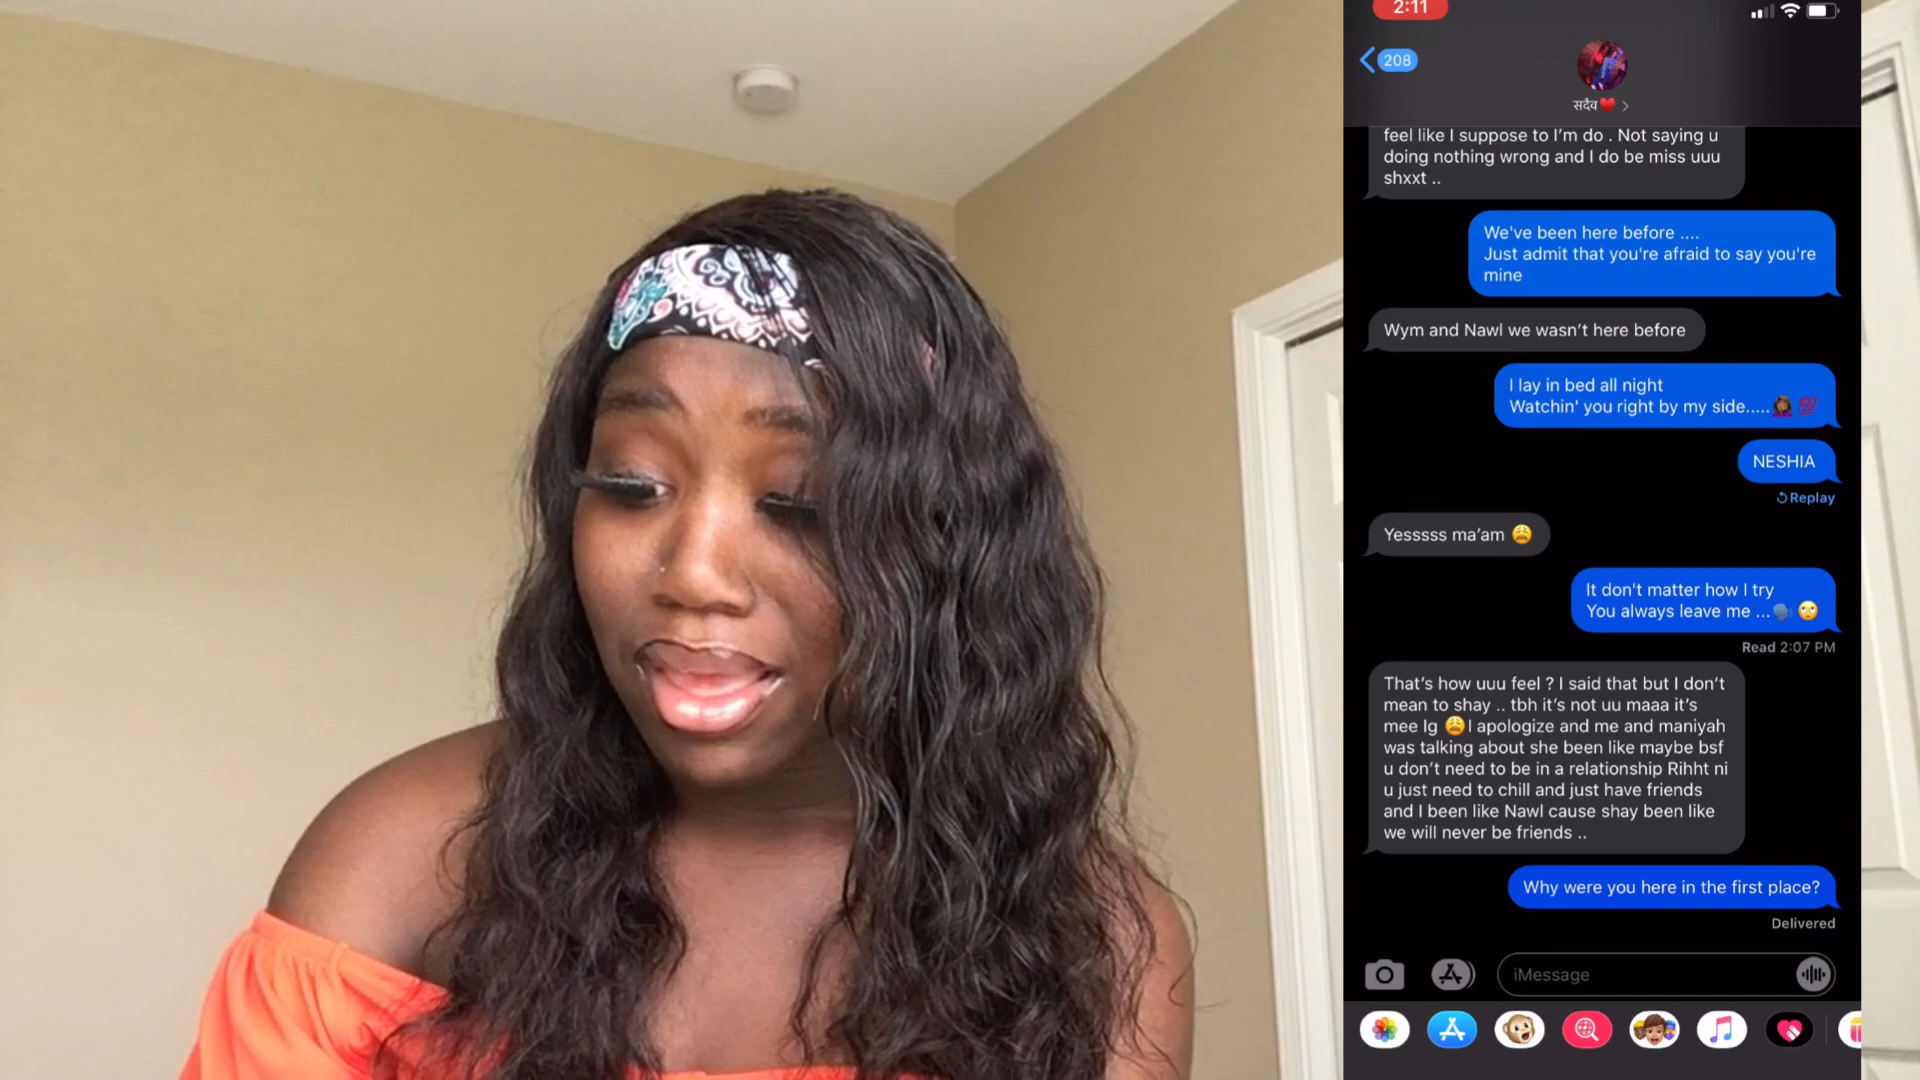 2:11
208
सदैव❤️ >
feel like I suppose to I'm do . Not saying u
doing nothing wrong and I do be miss uuu
shxxt ..
We've been here before ....
Just admit that you're afraid to say you're
mine
Wym and Nawl we wasn't here before
I lay in bed all night
Watchin' you right by my side.....🤦🏾‍♀️ 💯
NESHIA
Replay
Yesssss ma'am 😩
It don't matter how I try
You always leave me ...🗣 🙄
Read 2:07 PM
That's how uuu feel ? I said that but I don't
mean to shay .. tbh it's not uu maaa it's
mee Ig 😩I apologize and me and maniyah
was talking about she been like maybe bsf
u don't need to be in a relationship Rihht ni
u just need to chill and just have friends
and I been like Nawl cause shay been like
we will never be friends ..
Why were you here in the first place?
Delivered
iMessage